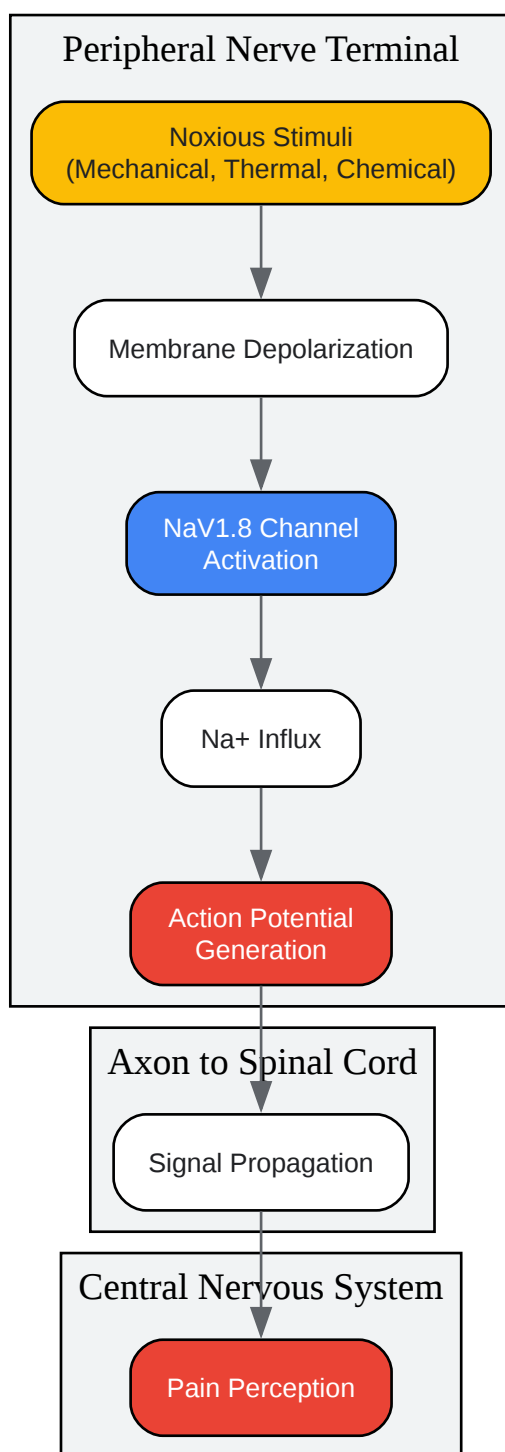 Peripheral Nerve Terminal
Noxious Stimuli
(Mechanical, Thermal, Chemical)
Membrane Depolarization
NaV1.8 Channel
Activation
Na+ Influx
Action Potential
Generation
Axon to Spinal Cord
Signal Propagation
Central Nervous System
Pain Perception